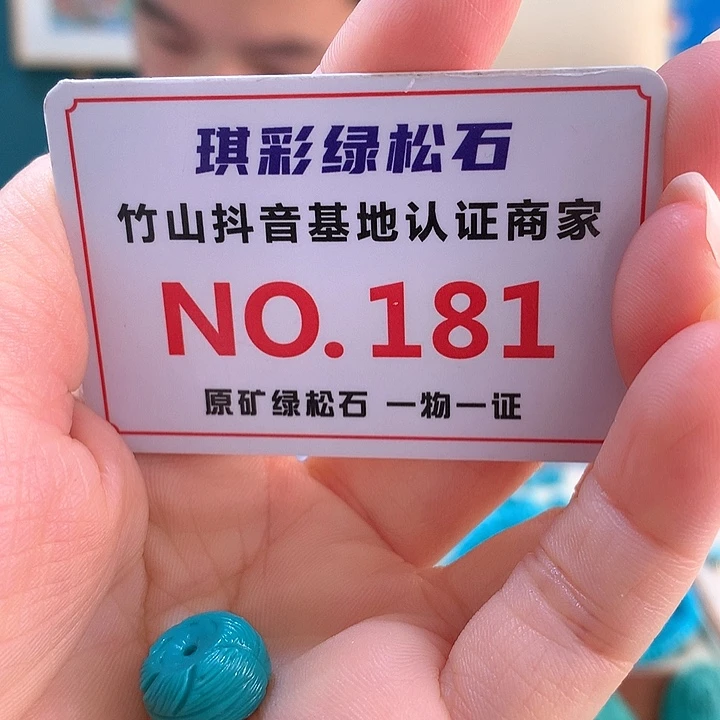 琪彩绿松石
竹山抖音基地认证商家
NO.181
原矿绿松石 一物一证